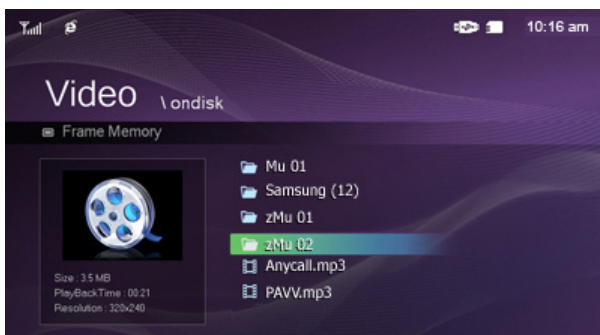 10:16 am
Video \ ondisk
Frame Memory
Mu 01
Samsung (12)
zMu 01
zMu 02
Anycall.mp3
PAVV.mp3
Size : 3.5 MB
PlayBackTime : 00:21
Resolution : 320x240